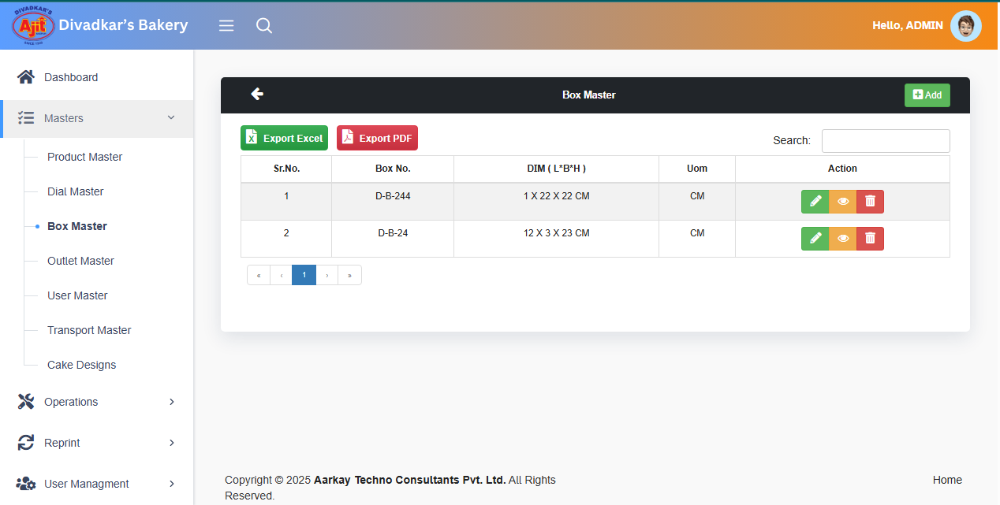 DIVADKAR'S
Ajit
SINCE 1936
Divadkar's Bakery
Hello, ADMIN
Dashboard
Masters
Product Master
Dial Master
Box Master
Outlet Master
User Master
Transport Master
Cake Designs
Operations
Reprint
User Managment
Box Master
Add
Export Excel
Export PDF
Search:
Sr.No. Box No. DIM ( L*B*H ) Uom Action
1 D-B-244 1 X 22 X 22 CM CM
2 D-B-24 12 X 3 X 23 CM CM
« ‹ 1 › »
Copyright © 2025 Aarkay Techno Consultants Pvt. Ltd. All Rights
Reserved.
Home